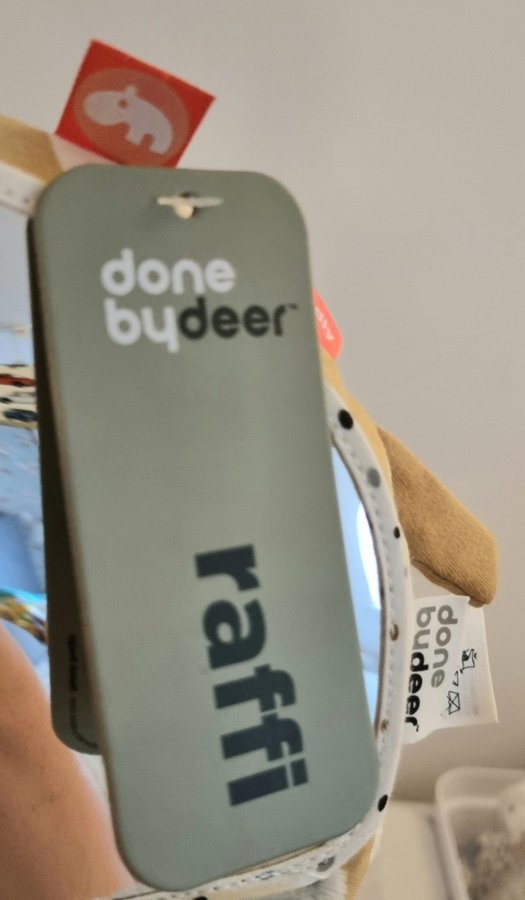 done
bydeer™
raffi
done
bydeer